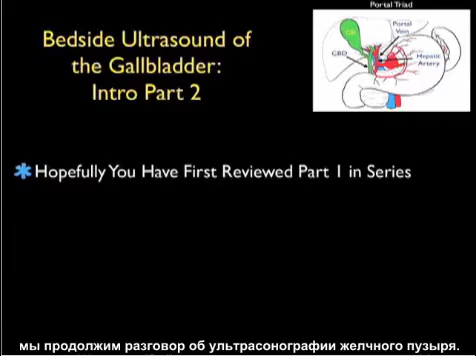 Portal Triad
Bedside Ultrasound of
the Gallbladder:
Intro Part 2
GB
Portal
Vein
CBD
Hepatic
Artery
Hopefully You Have First Reviewed Part 1 in Series
мы продолжим разговор об ультрасонографии желчного пузыря.